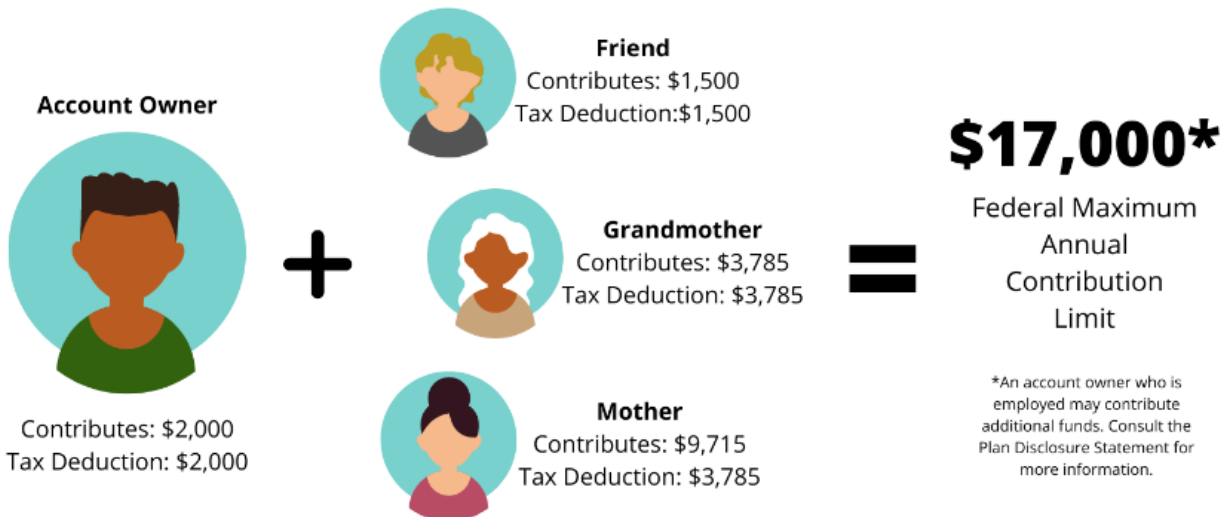 Account Owner
Contributes: $2,000
Tax Deduction: $2,000
+
Friend
Contributes: $1,500
Tax Deduction:$1,500
Grandmother
Contributes: $3,785
Tax Deduction: $3,785
Mother
Contributes: $9,715
Tax Deduction: $3,785
=
$17,000*
Federal Maximum
Annual
Contribution
Limit
*An account owner who is
employed may contribute
additional funds. Consult the
Plan Disclosure Statement for
more information.